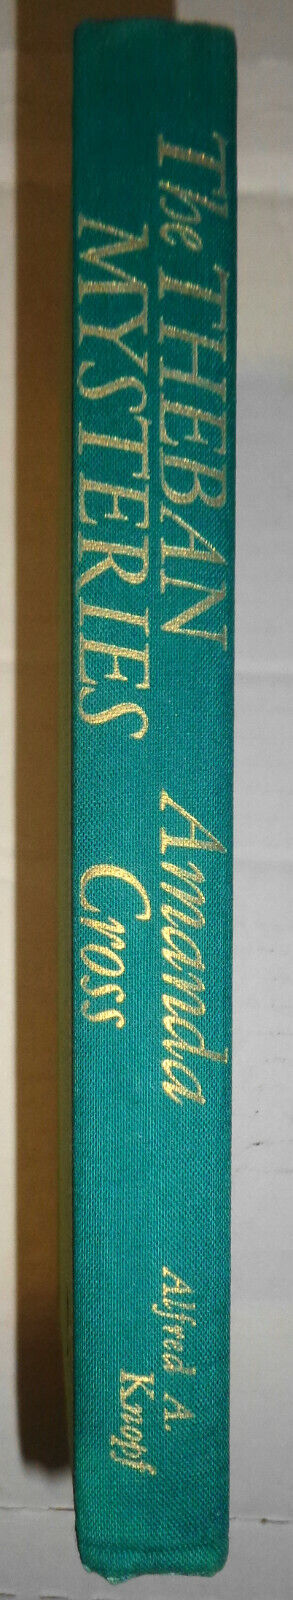 The THEBAN
MYSTERIES
Amanda
Cross
Alfred A.
Knopf